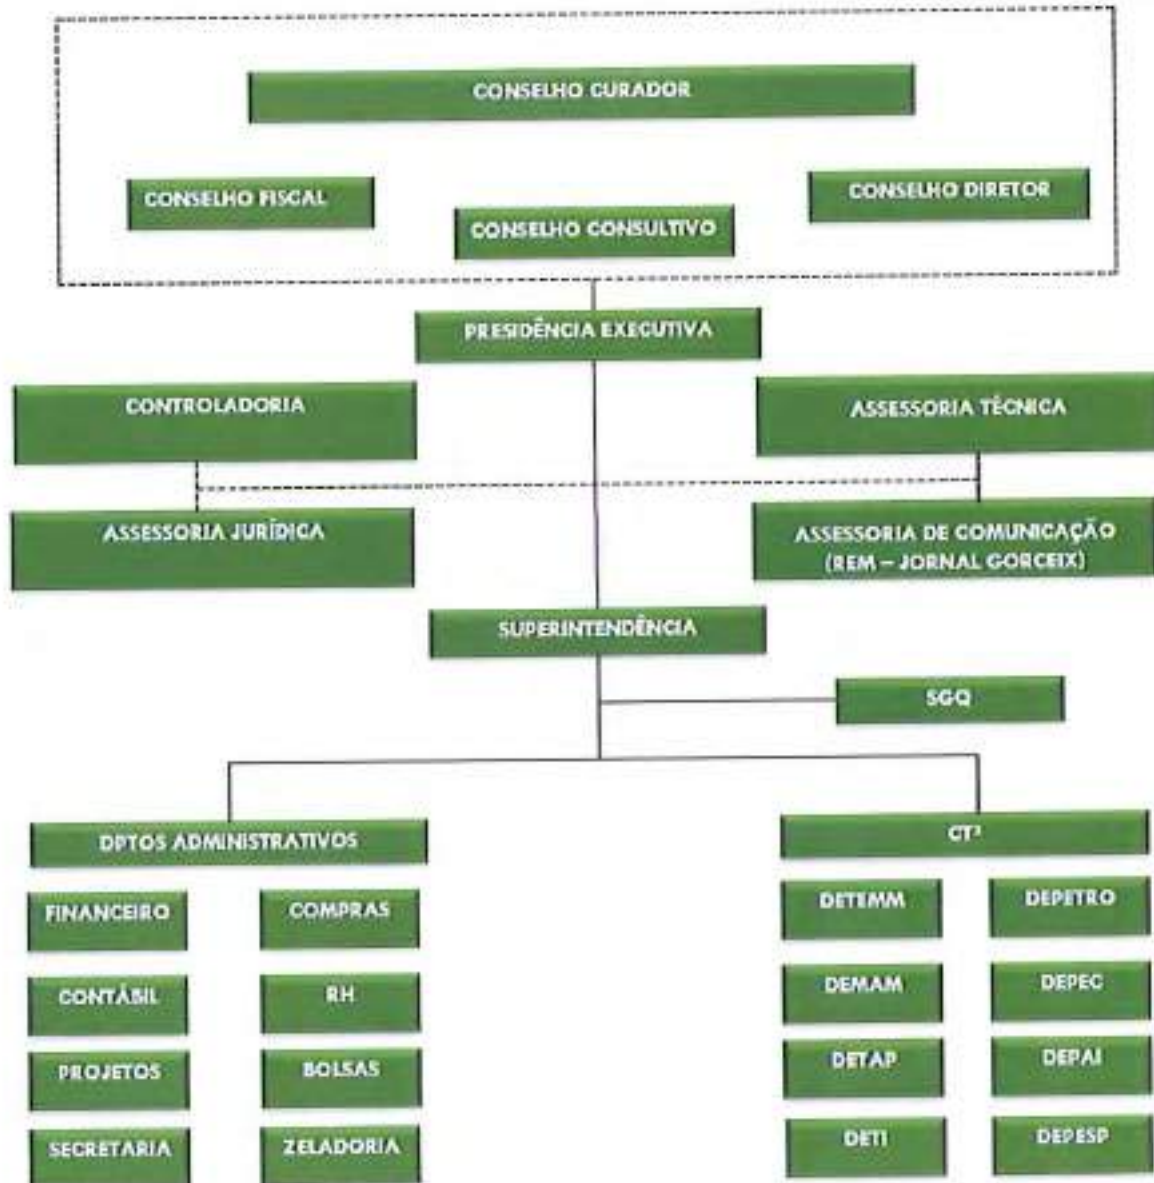 CONSELHO CURADOR
CONSELHO FISCAL
CONSELHO CONSULTIVO
CONSELHO DIRETOR
PRESIDÊNCIA EXECUTIVA
CONTROLADORIA
ASSESSORIA TÉCNICA
ASSESSORIA JURÍDICA
ASSESSORIA DE COMUNICAÇÃO
(REM – JORNAL GORCEIX)
SUPERINTENDÊNCIA
SGQ
DPTOS ADMINISTRATIVOS
FINANCEIRO
COMPRAS
CONTÁBIL
RH
PROJETOS
BOLSAS
SECRETARIA
ZELADORIA
CT³
DETEMM
DEPETRO
DEMAM
DEPEC
DETAP
DEPAI
DETI
DEPESP